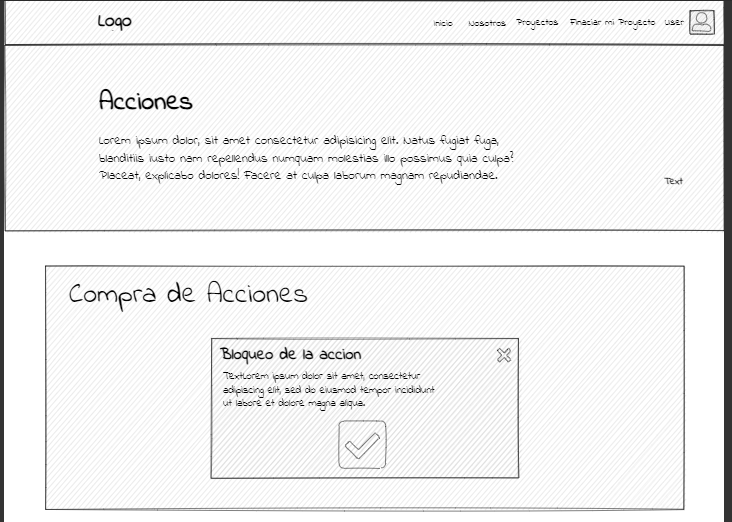 Logo
Inicio Nosotros Proyectos Finaciar mi Proyecto User
Acciones
Lorem ipsum dolor, sit amet consectetur adipisicing elit. Natus fugiat fuga,
blanditiis iusto nam repellendus numquam molestias illo possimus quia culpa?
Placeat, explicabo dolores! Facere at culpa laborum magnam repudiandae.
Text
Compra de Acciones
Bloqueo de la accion
TextLorem ipsum dolor sit amet, consectetur
adipiscing elit, sed do eiusmod tempor incididunt
ut labore et dolore magna aliqua.